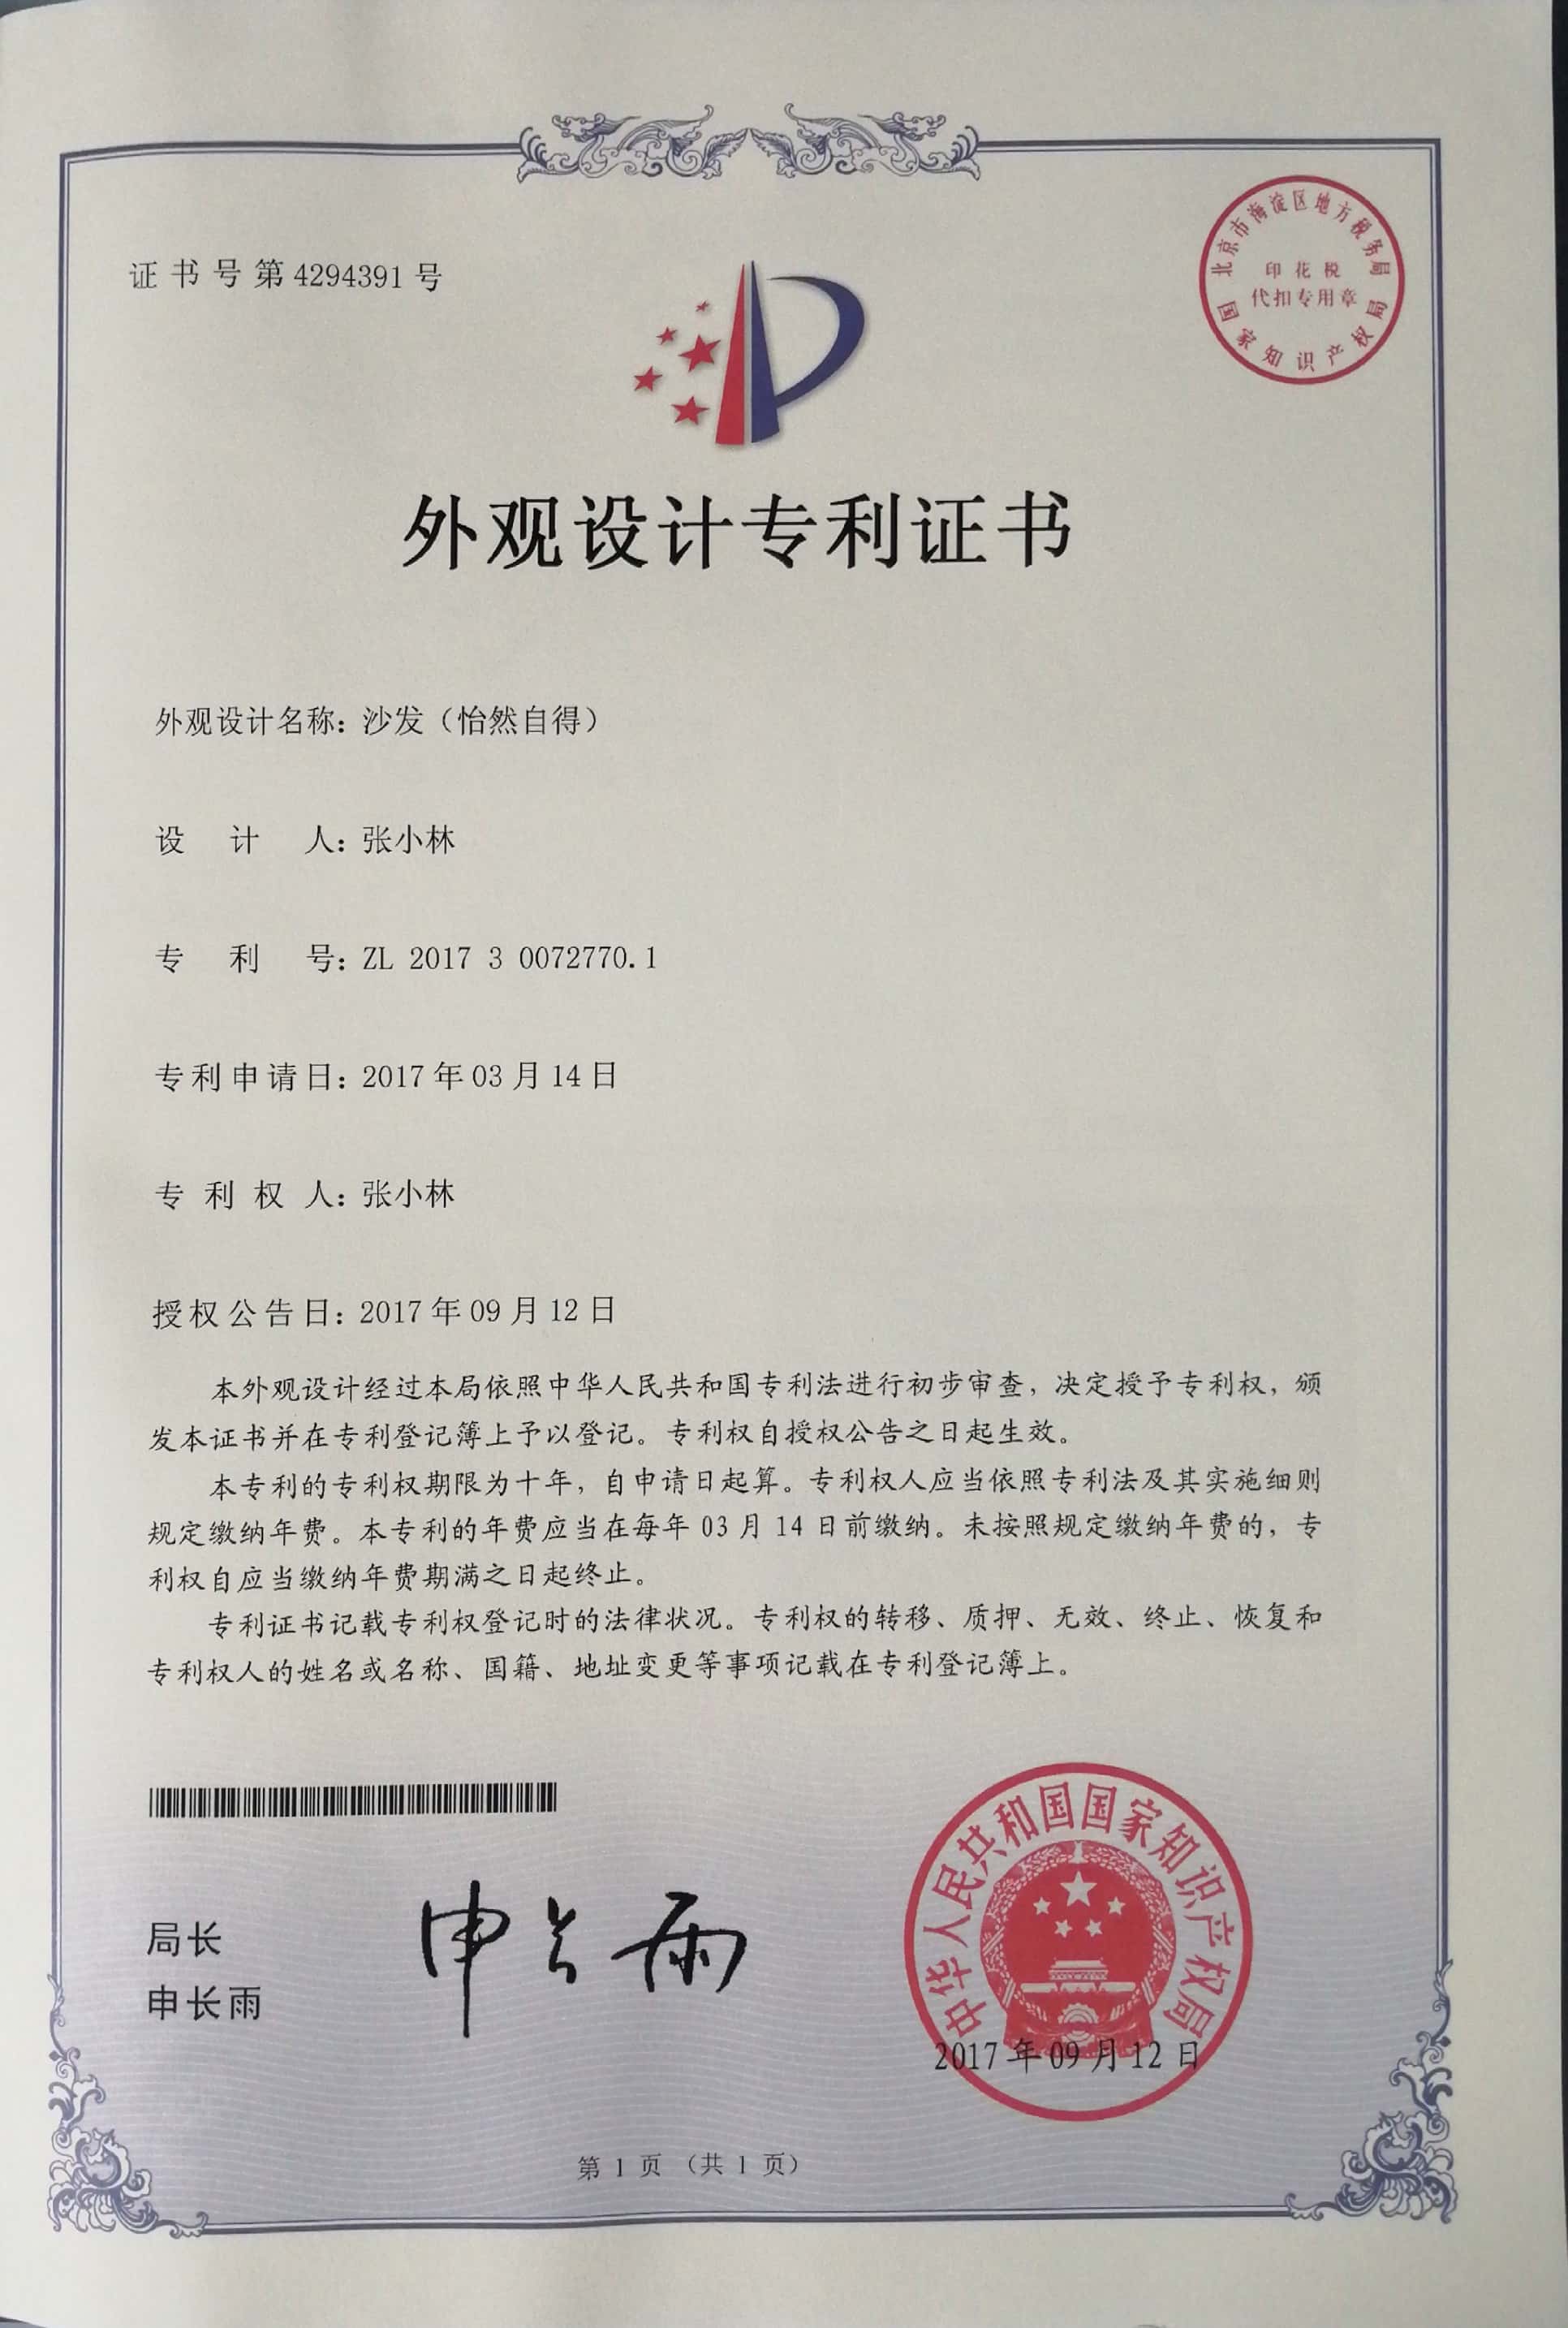 证书号第4294391号
北京市海淀区地方税务局
印花税
代扣专用章
国家知识产权局
外观设计专利证书
外观设计名称：沙发（怡然自得）
设计人：张小林
专利号：ZL 2017 3 0072770.1
专利申请日：2017年03月14日
专利权人：张小林
授权公告日：2017年09月12日
本外观设计经过本局依照中华人民共和国专利法进行初步审查，决定授予专利权，颁
发本证书并在专利登记簿上予以登记。专利权自授权公告之日起生效。
本专利的专利权期限为十年，自申请日起算。专利权人应当依照专利法及其实施细则
规定缴纳年费。本专利的年费应当在每年03月14日前缴纳。未按照规定缴纳年费的，专
利权自应当缴纳年费期满之日起终止。
专利证书记载专利权登记时的法律状况。专利权的转移、质押、无效、终止、恢复和
专利权人的姓名或名称、国籍、地址变更等事项记载在专利登记簿上。
局长
申长雨
申长雨
中华人民共和国国家知识产权局
2017年09月12日
第1页（共1页）